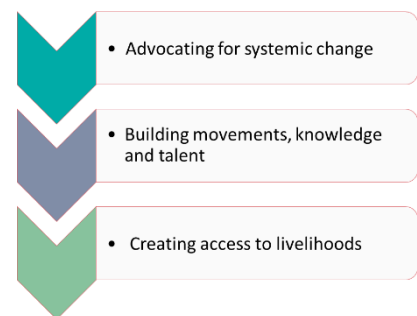 • Advocating for systemic change
• Building movements, knowledge
and talent
• Creating access to livelihoods